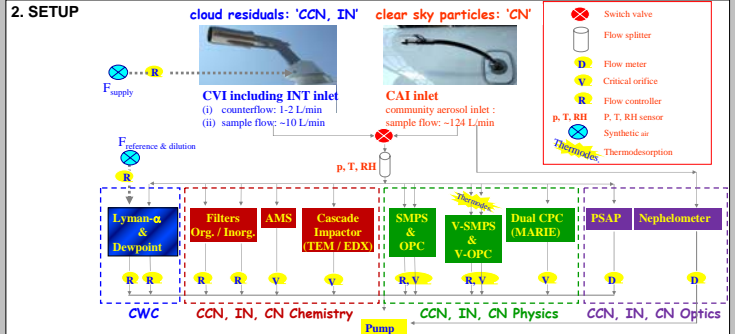 2. SETUP
cloud residuals: 'CCN, IN'
clear sky particles: 'CN'
Switch valve
Flow splitter
D Flow meter
V Critical orifice
R Flow controller
p, T, RH P, T, RH sensor
Synthetic air
Thermodes. Thermodesorption
R
F supply
CVI including INT inlet
(i) counterflow: 1-2 L/min
(ii) sample flow: ~10 L/min
CAI inlet
community aerosol inlet :
sample flow: ~124 L/min
F reference & dilution
R
p, T, RH
Thermodes.
Lyman-α
&
Dewpoint
Filters
Org. / Inorg.
AMS
Cascade
Impactor
(TEM / EDX)
SMPS
&
OPC
V-SMPS
&
V-OPC
Dual CPC
(MARIE)
PSAP
Nephelometer
R R R R V V R, V R, V V D D
CWC
CCN, IN, CN Chemistry
CCN, IN, CN Physics
CCN, IN, CN Optics
Pump